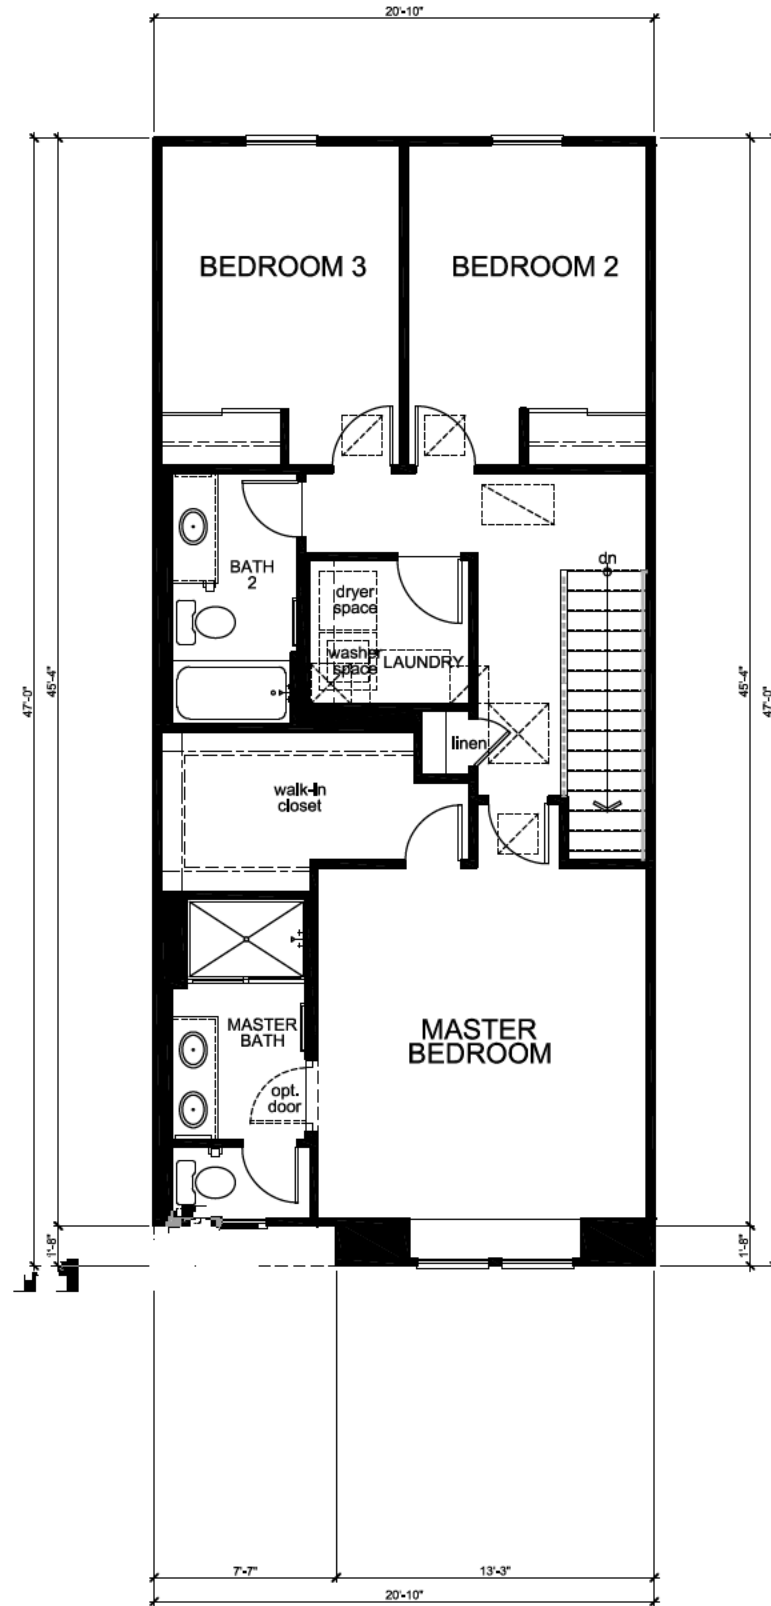 20'-10"
BEDROOM 3
BEDROOM 2
dn
BATH
2
dryer
space
washer
space
LAUNDRY
45'-4"
47'-0"
45'-4"
47'-0"
linen
walk-in
closet
MASTER
BATH
MASTER
BEDROOM
opt.
door
1'-8"
1'-8"
7'-7"
13'-3"
20'-10"